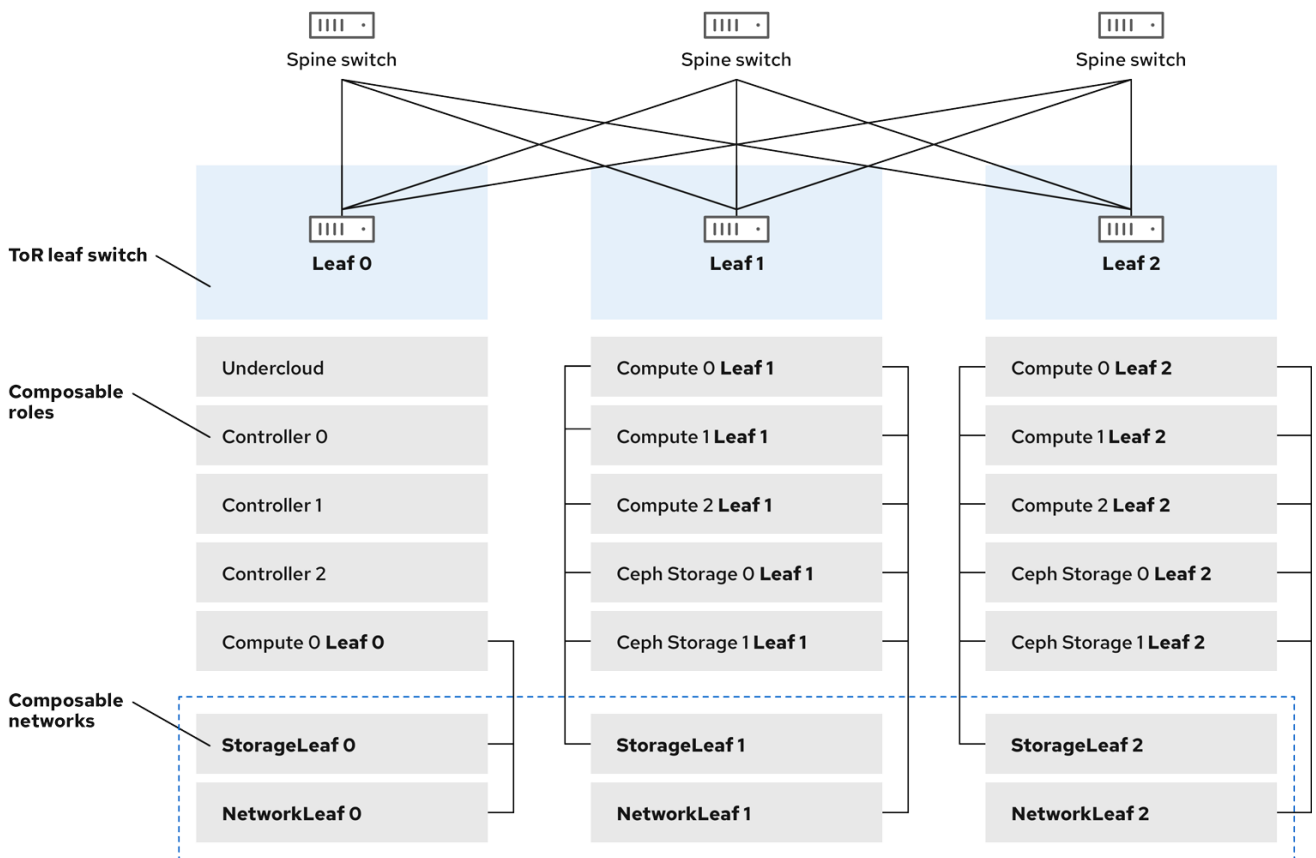 Spine switch
Spine switch
Spine switch
ToR leaf switch
Leaf 0
Leaf 1
Leaf 2
Composable
roles
Undercloud
Controller 0
Controller 1
Controller 2
Compute 0 Leaf 0
Compute 0 Leaf 1
Compute 1 Leaf 1
Compute 2 Leaf 1
Ceph Storage 0 Leaf 1
Ceph Storage 1 Leaf 1
Compute 0 Leaf 2
Compute 1 Leaf 2
Compute 2 Leaf 2
Ceph Storage 0 Leaf 2
Ceph Storage 1 Leaf 2
Composable
networks
StorageLeaf 0
NetworkLeaf 0
StorageLeaf 1
NetworkLeaf 1
StorageLeaf 2
NetworkLeaf 2